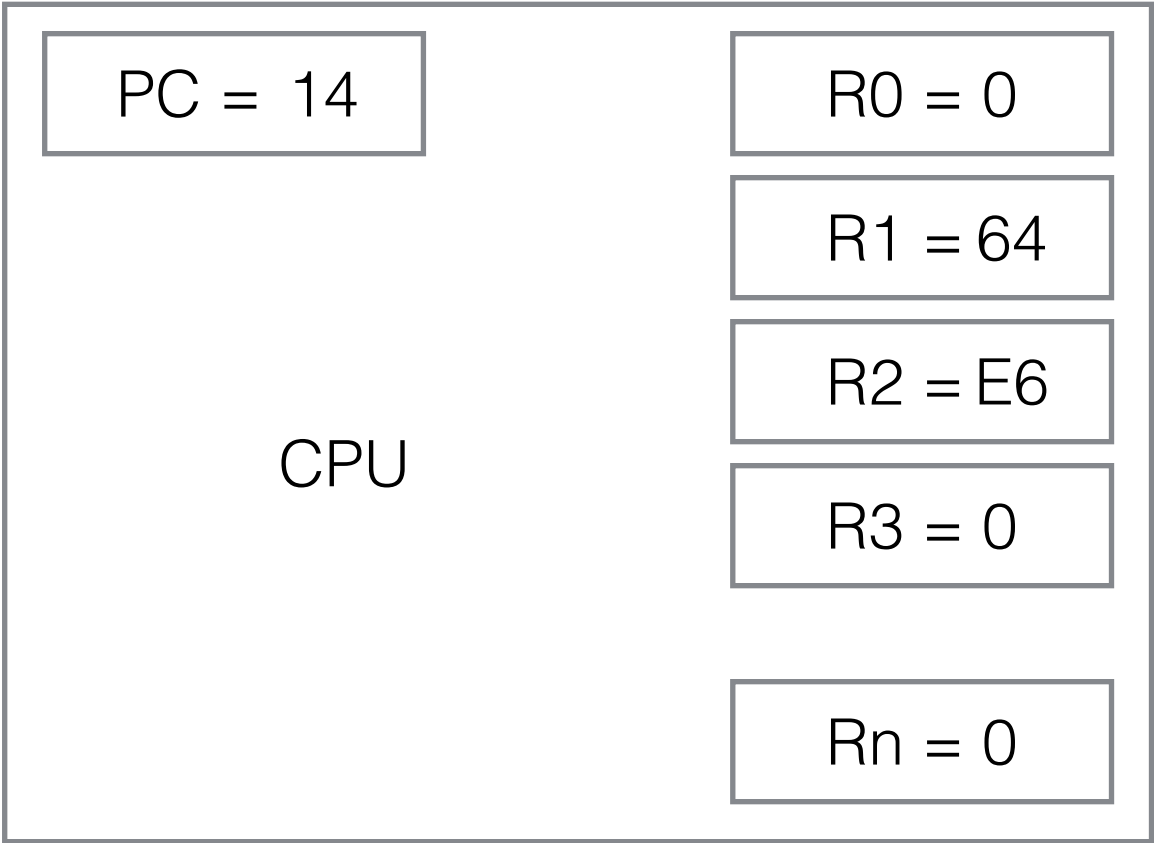 PC = 14
R0 = 0
R1 = 64
R2 = E6
CPU
R3 = 0
Rn = 0